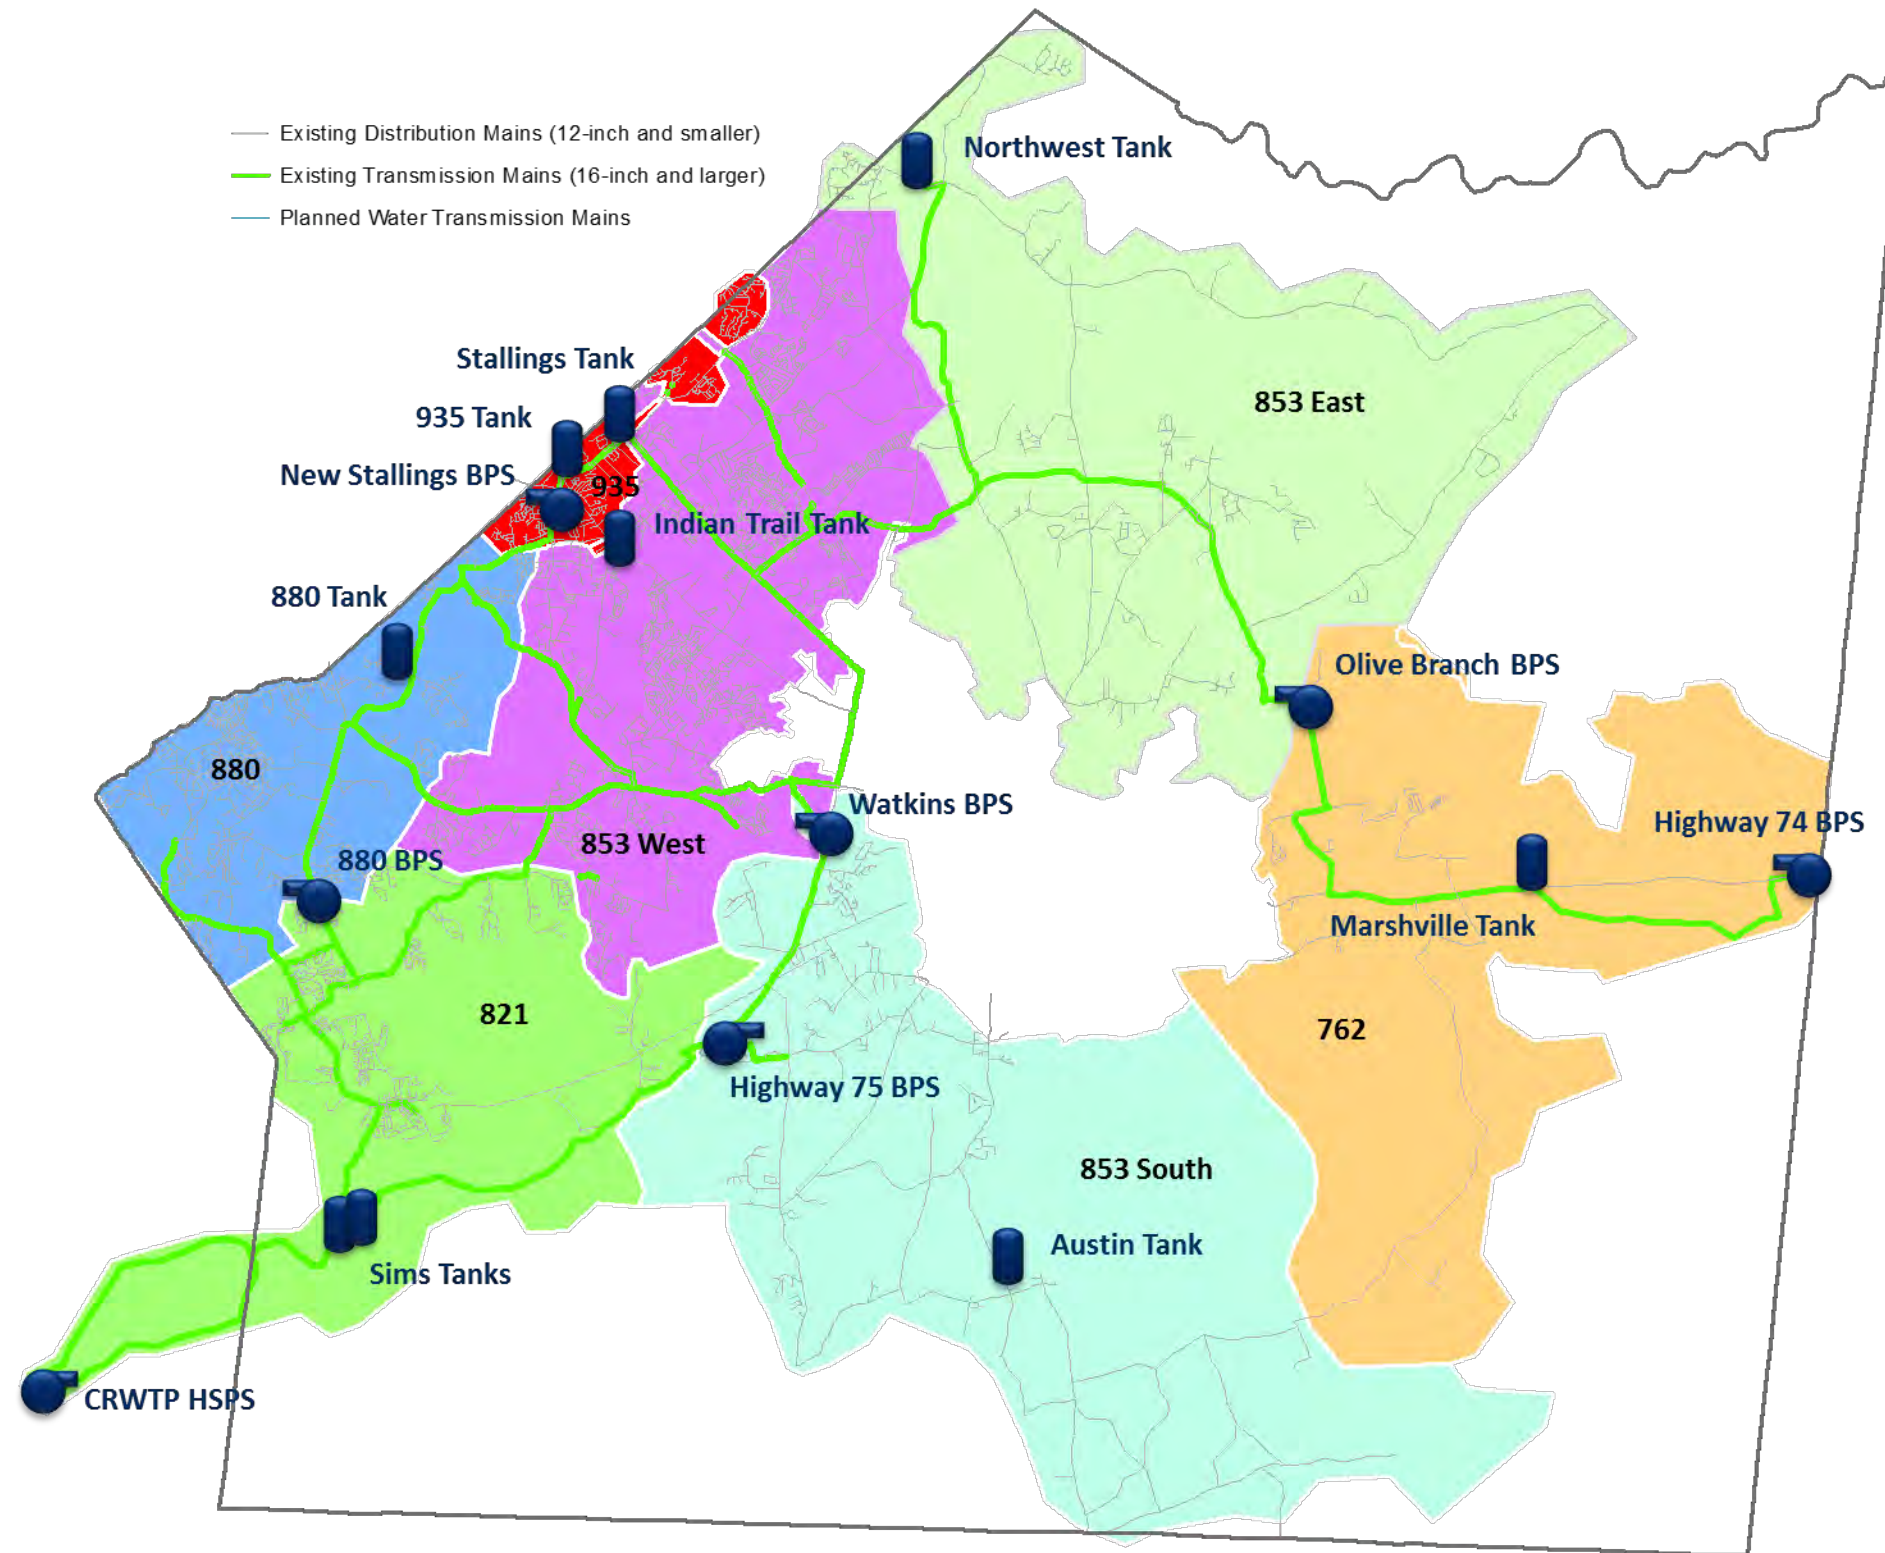 Existing Distribution Mains (12-inch and smaller)
Existing Transmission Mains (16-inch and larger)
Planned Water Transmission Mains
Northwest Tank
Stallings Tank
935 Tank
853 East
New Stallings BPS
935
Indian Trail Tank
880 Tank
Olive Branch BPS
880
Watkins BPS
Highway 74 BPS
853 West
880 BPS
Marshville Tank
821
762
Highway 75 BPS
853 South
Austin Tank
Sims Tanks
CRWTP HSPS